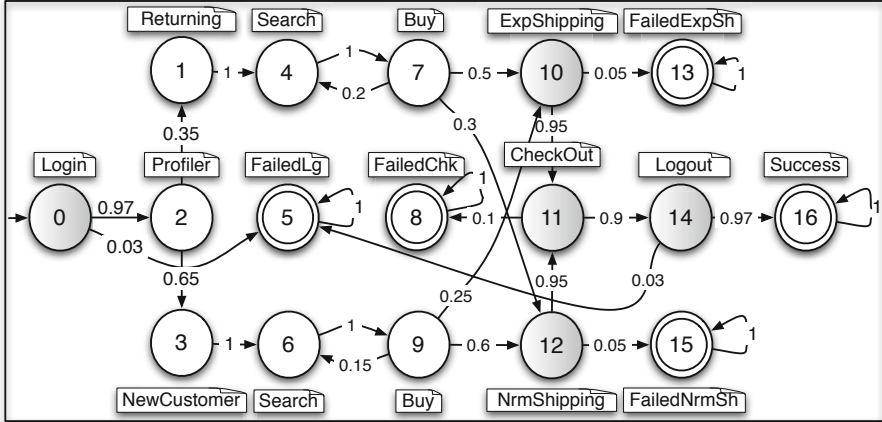 Returning Search Buy ExpShipping FailedExpSh
1 1 4 1 0.2 7 0.5 10 0.05 13 1
0.35 0.3 0.95
Login Profiler FailedLg FailedChk CheckOut Logout Success
0 0.97 2 5 1 8 1 0.1 11 0.9 14 0.97 16 1
0.03 0.65 0.25 0.95 0.03
3 1 6 1 0.15 9 0.6 12 0.05 15 1
NewCustomer Search Buy NrmShipping FailedNrmSh